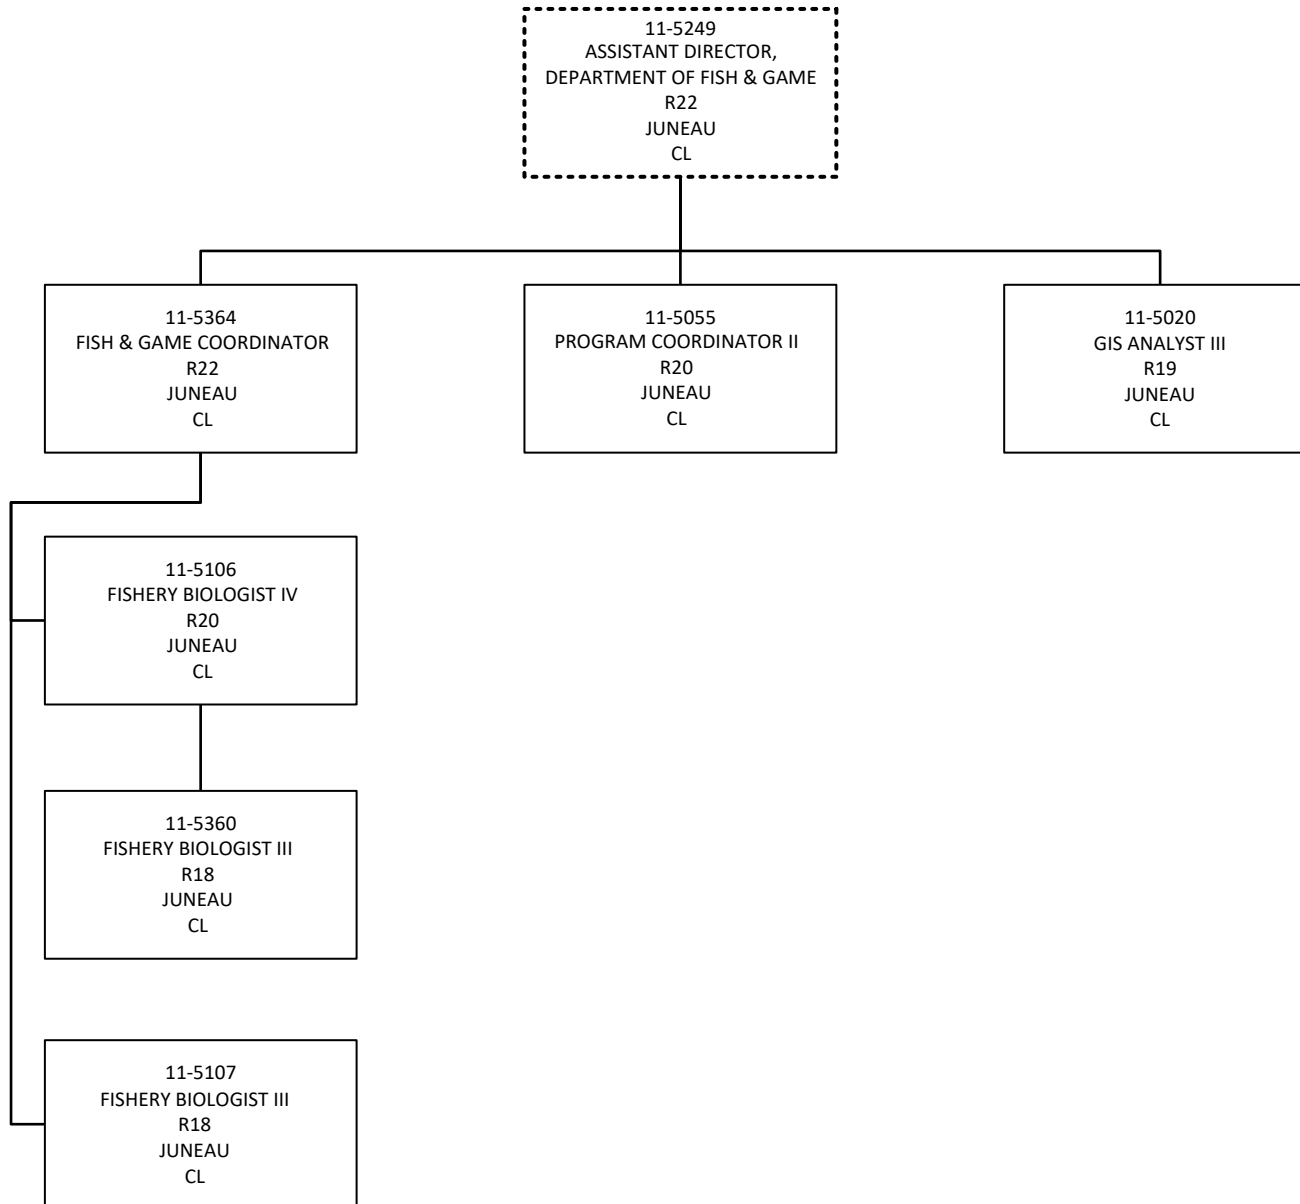 11-5249
ASSISTANT DIRECTOR,
DEPARTMENT OF FISH & GAME
R22
JUNEAU
CL
11-5364
FISH & GAME COORDINATOR
R22
JUNEAU
CL
11-5055
PROGRAM COORDINATOR II
R20
JUNEAU
CL
11-5020
GIS ANALYST III
R19
JUNEAU
CL
11-5106
FISHERY BIOLOGIST IV
R20
JUNEAU
CL
11-5360
FISHERY BIOLOGIST III
R18
JUNEAU
CL
11-5107
FISHERY BIOLOGIST III
R18
JUNEAU
CL